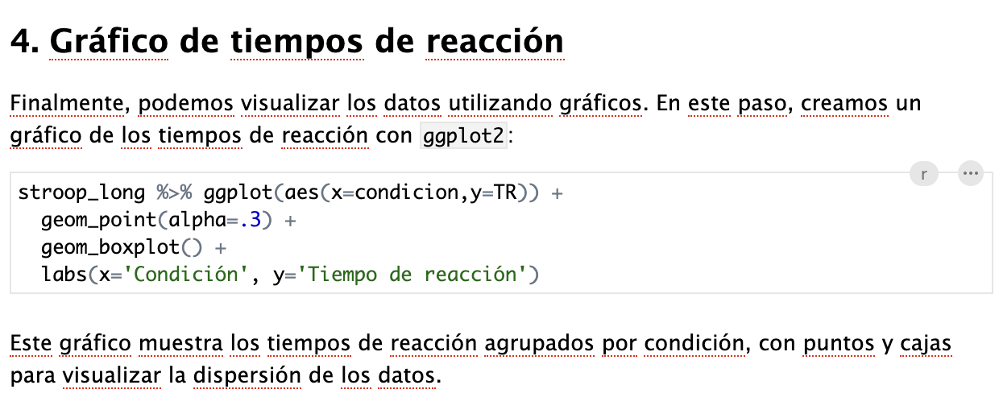 4. Gráfico de tiempos de reacción
Finalmente, podemos visualizar los datos utilizando gráficos. En este paso, creamos un
gráfico de los tiempos de reacción con ggplot2:
r ...
stroop_long %>% ggplot(aes(x=condicion,y=TR)) +
  geom_point(alpha=.3) +
  geom_boxplot() +
  labs(x='Condición', y='Tiempo de reacción')
Este gráfico muestra los tiempos de reacción agrupados por condición, con puntos y cajas
para visualizar la dispersión de los datos.